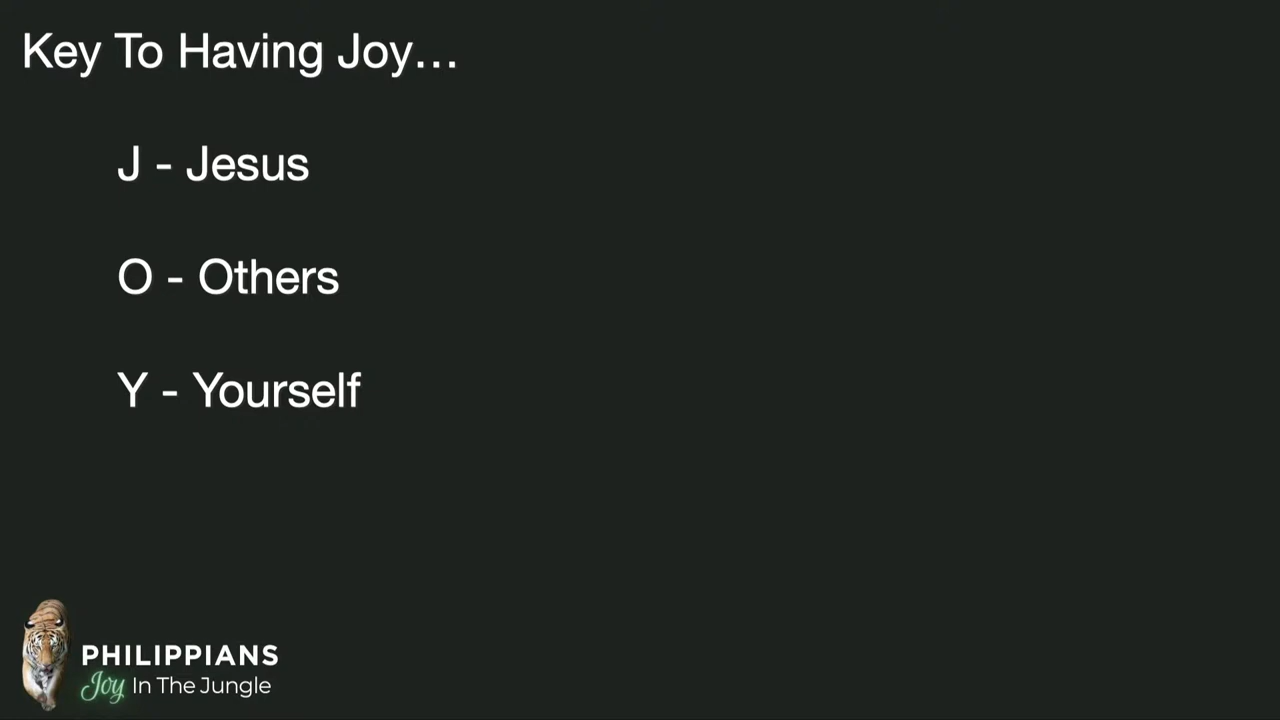 Key To Having Joy…
J - Jesus
O - Others
Y - Yourself
PHILIPPIANS
Joy In The Jungle